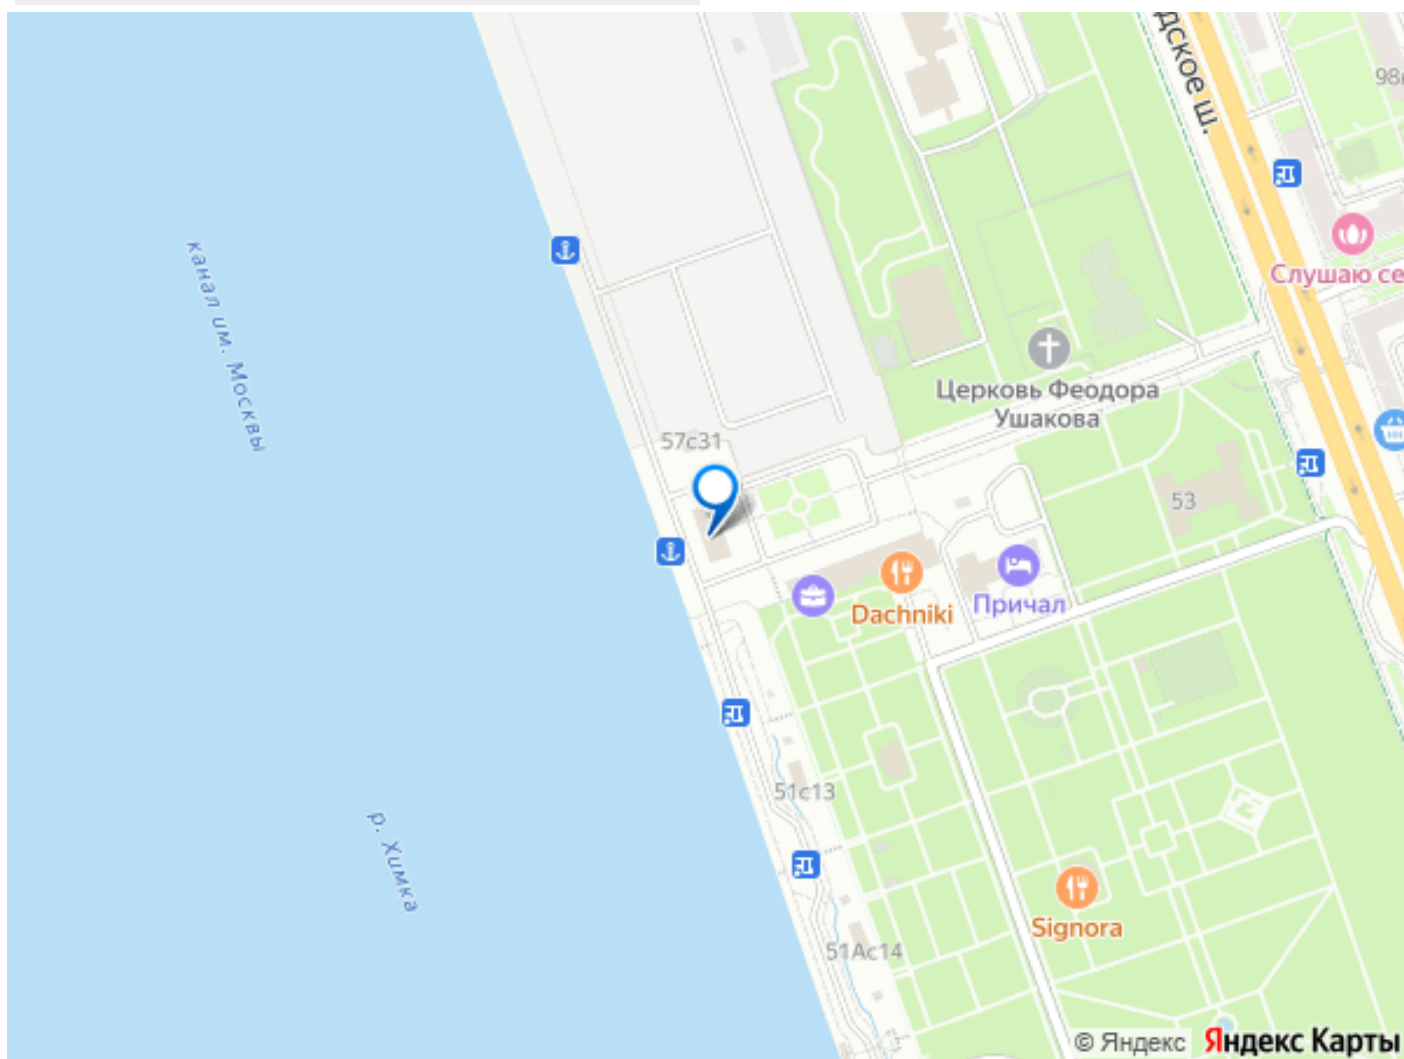 дское ш.
98
Слушаю се
канал им. Москвы
Церковь Феодора
Ушакова
57с31
53
Dachniki
Причал
51с13
р. Химка
Signora
51Ас14
© Яндекс Яндекс Карты